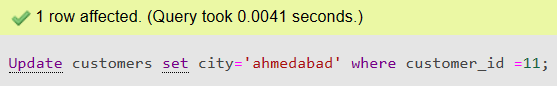 1 row affected. (Query took 0.0041 seconds.)
Update customers set city='ahmedabad' where customer_id =11;